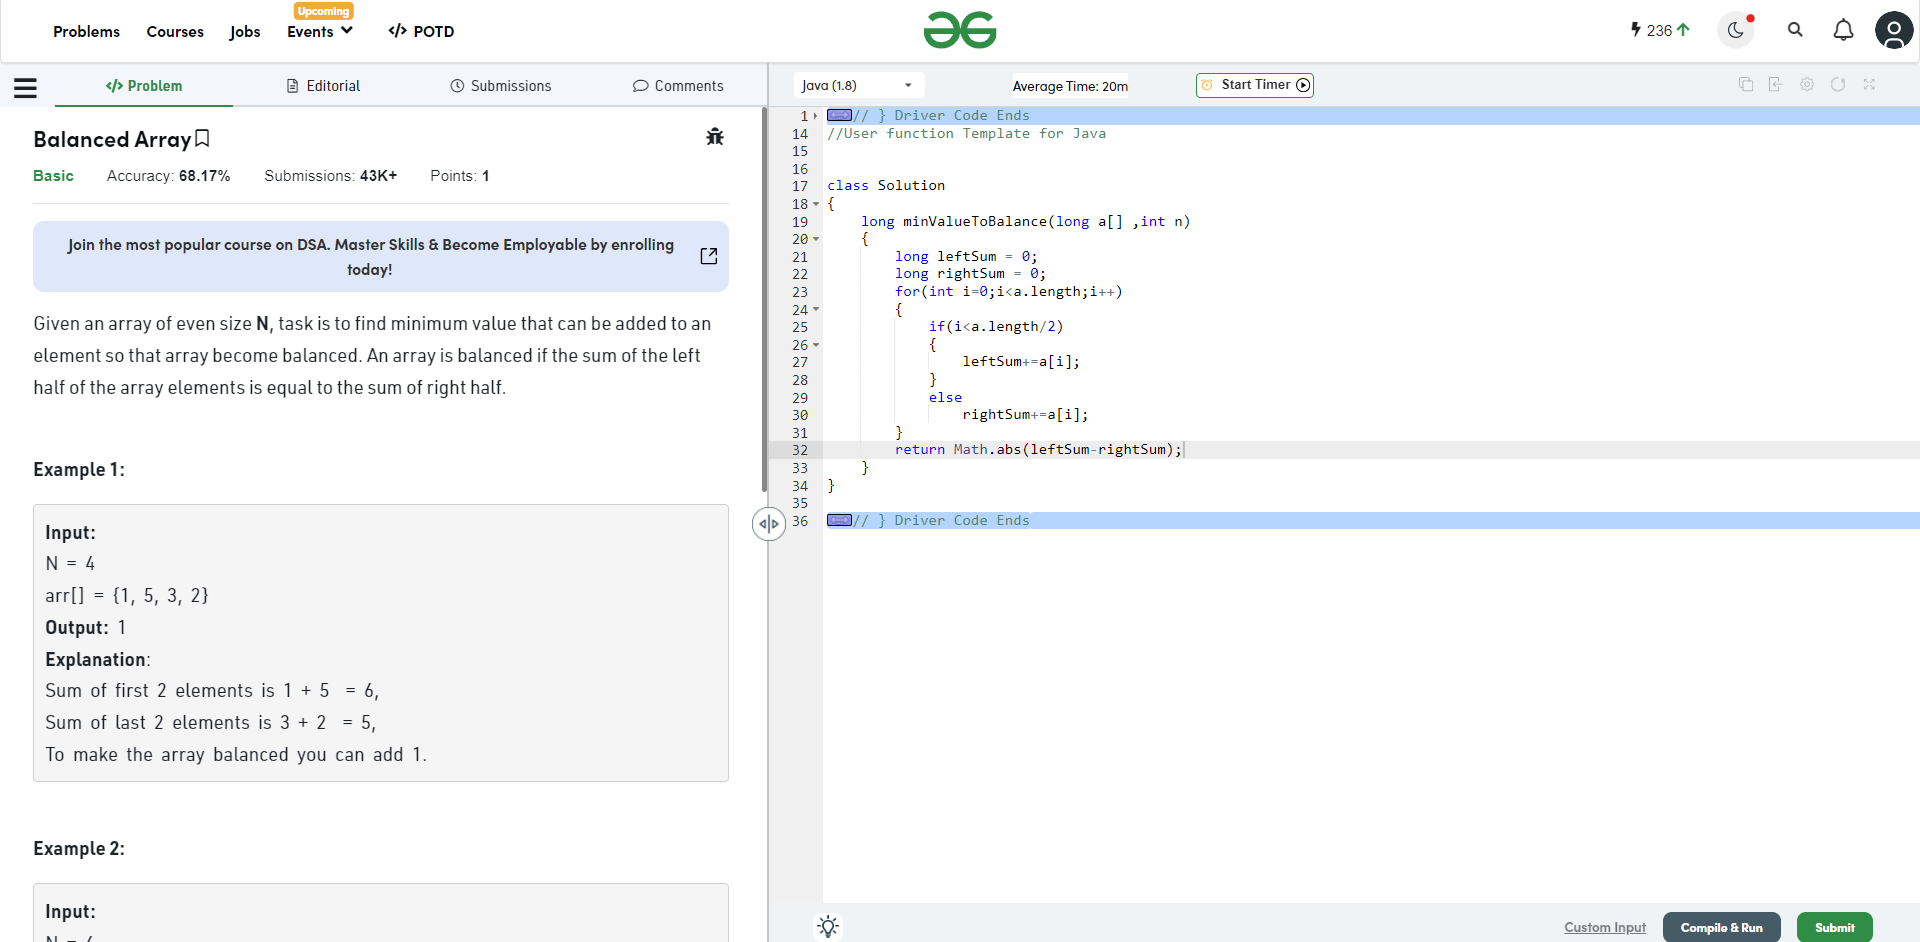 Upcoming
Problems Courses Jobs Events </> POTD
236
</> Problem Editorial Submissions Comments
Java (1.8) Average Time: 20m Start Timer
Balanced Array
Basic Accuracy: 68.17% Submissions: 43K+ Points: 1
Join the most popular course on DSA. Master Skills & Become Employable by enrolling
today!
Given an array of even size N, task is to find minimum value that can be added to an
element so that array become balanced. An array is balanced if the sum of the left
half of the array elements is equal to the sum of right half.
Example 1:
Input:
N = 4
arr[] = {1, 5, 3, 2}
Output: 1
Explanation:
Sum of first 2 elements is 1 + 5 = 6,
Sum of last 2 elements is 3 + 2 = 5,
To make the array balanced you can add 1.
Example 2:
Input:
1 // } Driver Code Ends
14 //User function Template for Java
15
16
17 class Solution
18 {
19 long minValueToBalance(long a[] ,int n)
20 {
21 long leftSum = 0;
22 long rightSum = 0;
23 for(int i=0;i<a.length;i++)
24 {
25 if(i<a.length/2)
26 {
27 leftSum+=a[i];
28 }
29 else
30 rightSum+=a[i];
31 }
32 return Math.abs(leftSum-rightSum);
33 }
34 }
35
36 // } Driver Code Ends
Custom Input Compile & Run Submit